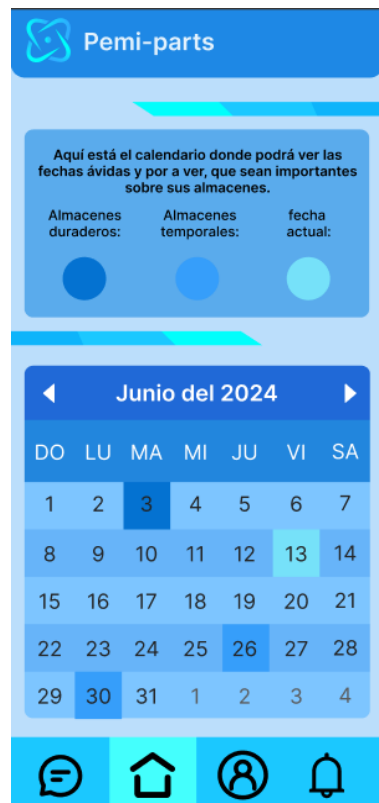 Pemi-parts
Aquí está el calendario donde podrá ver las
fechas ávidas y por a ver, que sean importantes
sobre sus almacenes.
Almacenes duraderos:
Almacenes temporales:
fecha actual:
Junio del 2024
DO LU MA MI JU VI SA
1 2 3 4 5 6 7
8 9 10 11 12 13 14
15 16 17 18 19 20 21
22 23 24 25 26 27 28
29 30 31 1 2 3 4